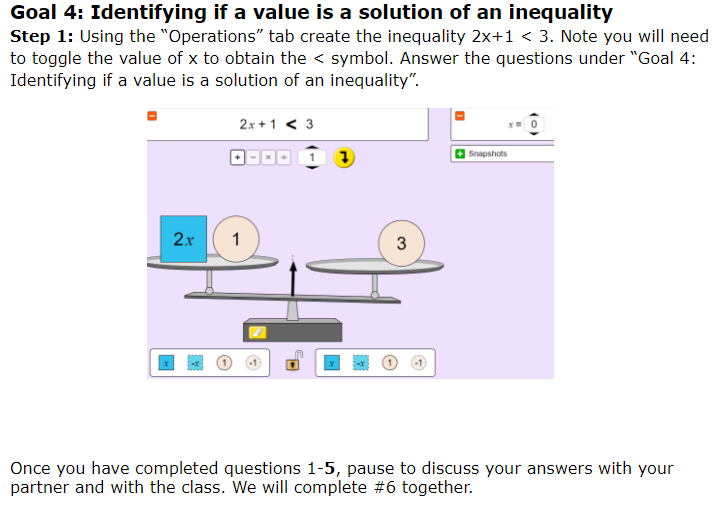 Goal 4: Identifying if a value is a solution of an inequality
Step 1: Using the “Operations” tab create the inequality 2x+1 < 3. Note you will need
to toggle the value of x to obtain the < symbol. Answer the questions under “Goal 4:
Identifying if a value is a solution of an inequality”.
2x + 1 < 3
x = 0
+ - × ÷ 1
Snapshots
2x 1 3
x -x 1 -1 x -x 1 -1
Once you have completed questions 1-5, pause to discuss your answers with your
partner and with the class. We will complete #6 together.